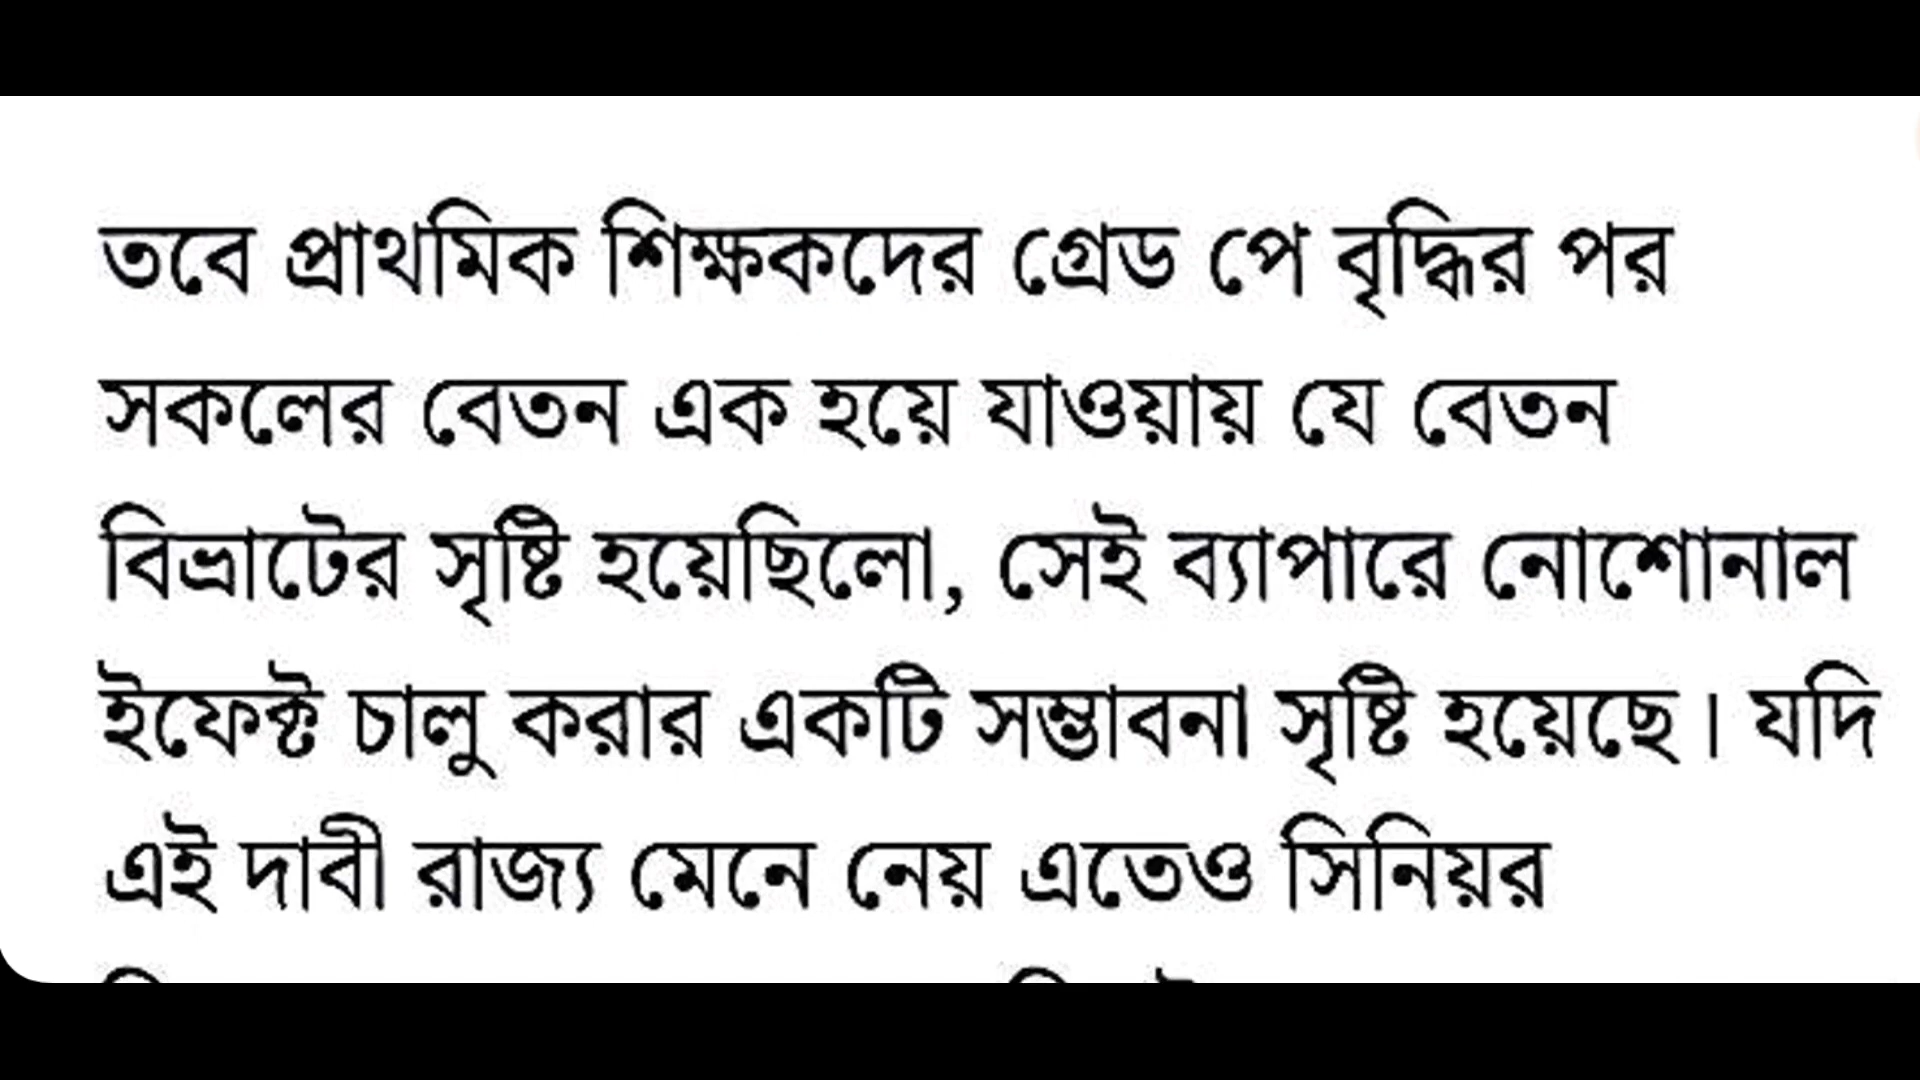 তবে প্রাথমিক শিক্ষকদের গ্রেড পে বৃদ্ধির পর
সকলের বেতন এক হয়ে যাওয়ায় যে বেতন
বিভ্রাটের সৃষ্টি হয়েছিলো, সেই ব্যাপারে নোশোনাল
ইফেক্ট চালু করার একটি সম্ভাবনা সৃষ্টি হয়েছে। যদি
এই দাবী রাজ্য মেনে নেয় এতেও সিনিয়র